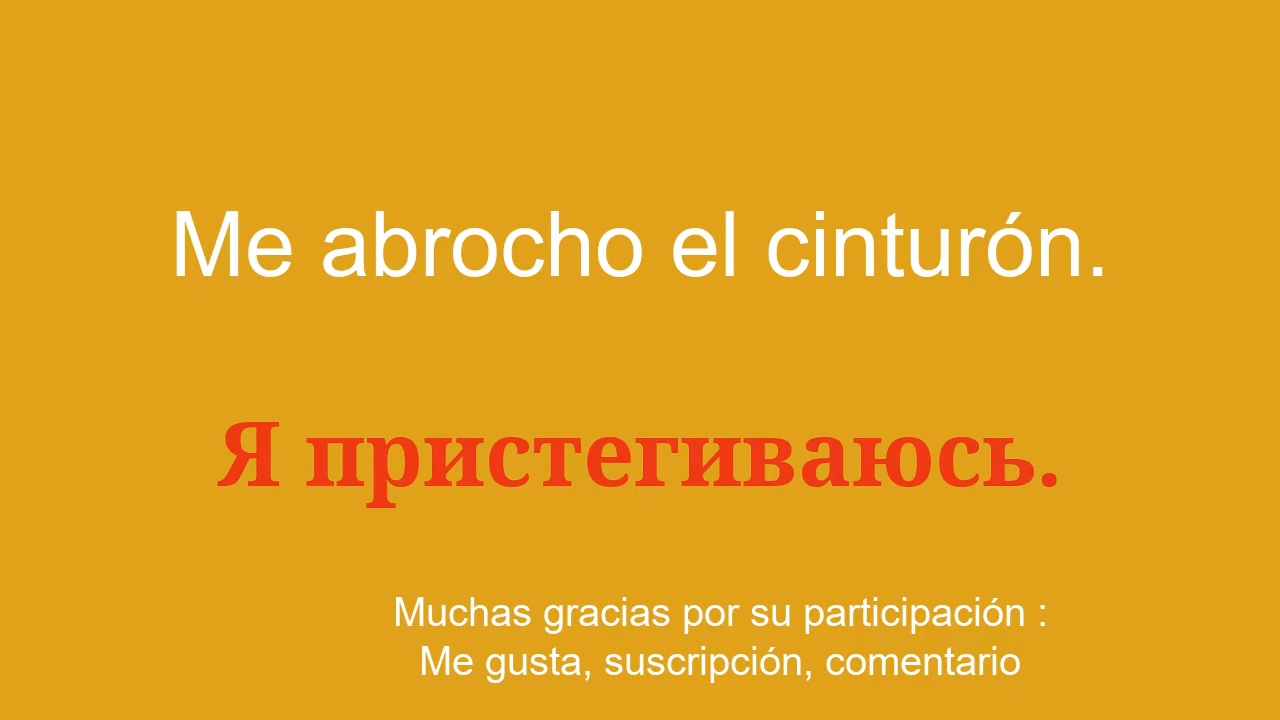 Me abrocho el cinturón.
Я пристегиваюсь.
Muchas gracias por su participación :
Me gusta, suscripción, comentario